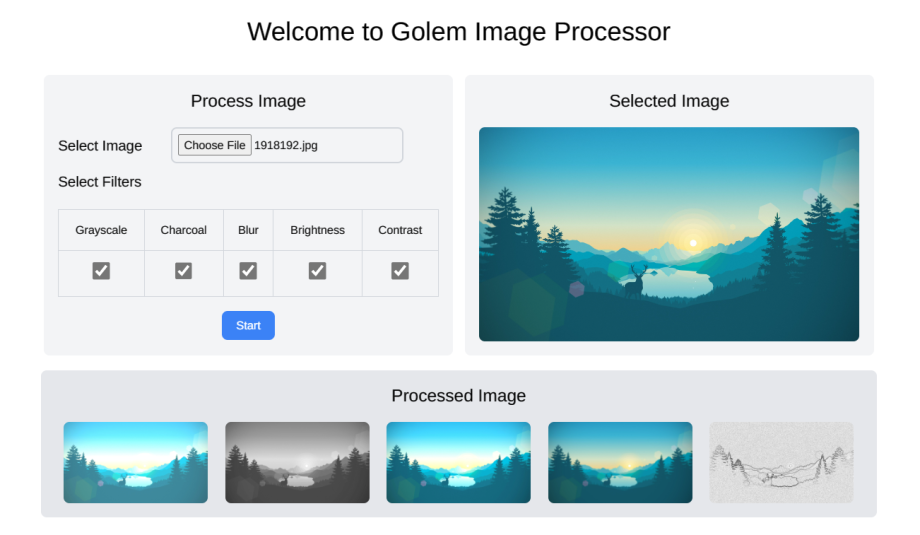 Welcome to Golem Image Processor
Process Image
Select Image
Choose File 1918192.jpg
Select Filters
Grayscale Charcoal Blur Brightness Contrast
Start
Selected Image
Processed Image